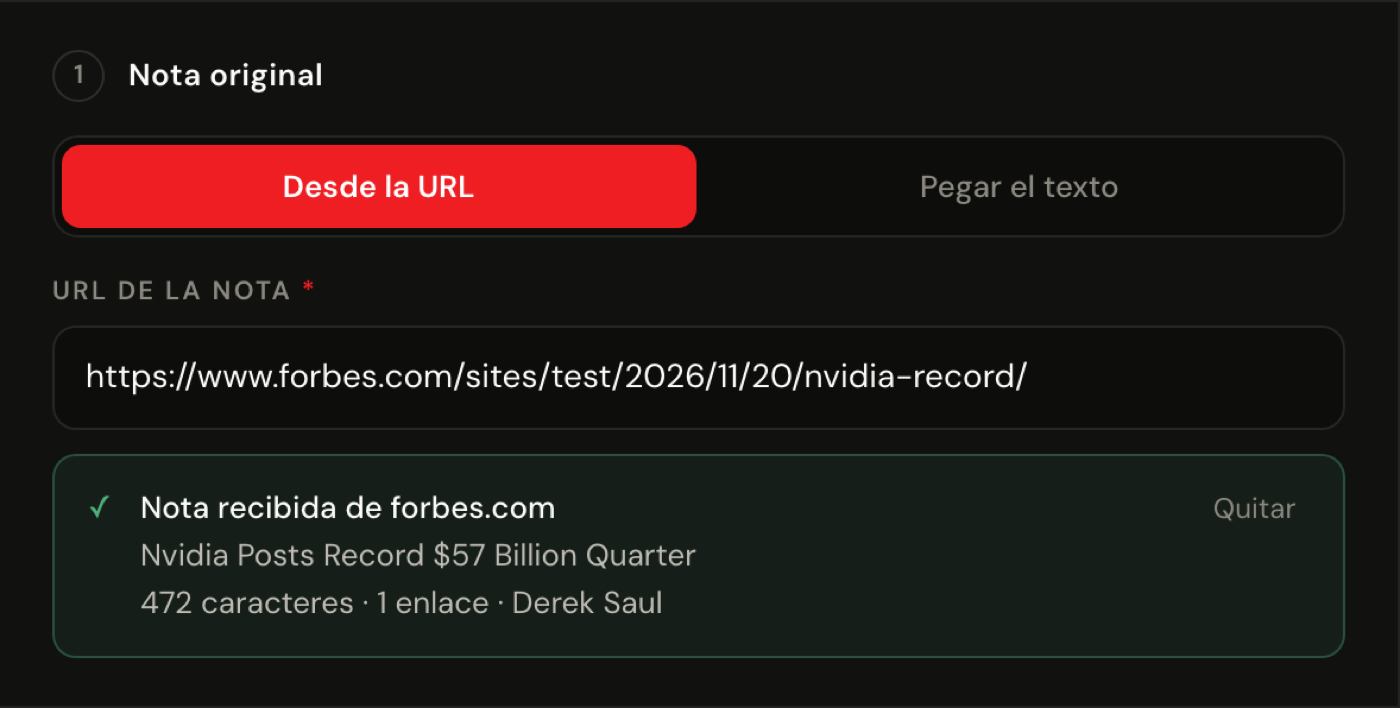 1 Nota original
Desde la URL Pegar el texto
URL DE LA NOTA *
https://www.forbes.com/sites/test/2026/11/20/nvidia-record/
✓ Nota recibida de forbes.com Quitar
Nvidia Posts Record $57 Billion Quarter
472 caracteres · 1 enlace · Derek Saul